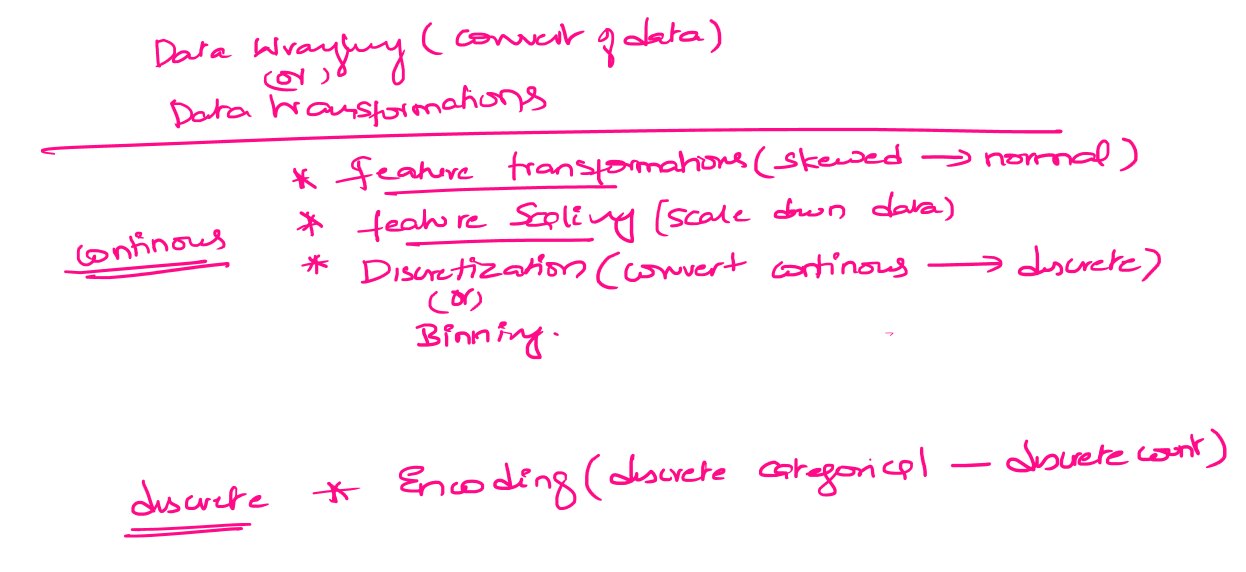 Data Wrangling (convert of data)
(or)
Data transformations
* feature transformations (skewed → normal)
* feature Scaling (scale down data)
continous
* Discretization (convert continous → discrete)
(or)
Binning.
discrete * Encoding (discrete categorical — discrete count)